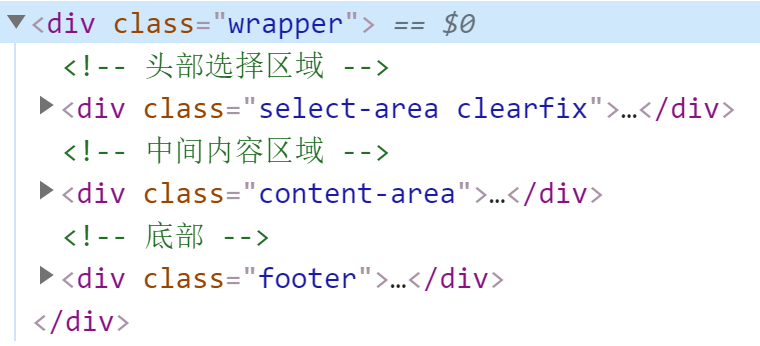 <div class="wrapper"> == $0
<!-- 头部选择区域 -->
<div class="select-area clearfix">…</div>
<!-- 中间内容区域 -->
<div class="content-area">…</div>
<!-- 底部 -->
<div class="footer">…</div>
</div>